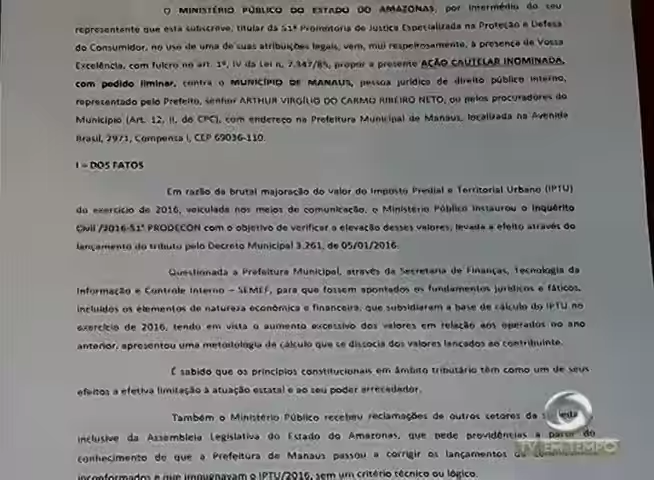 O MINISTÉRIO PÚBLICO DO ESTADO DO AMAZONAS, por intermédio do seu
representante que esta subscreve, titular da 51ª Promotoria de Justiça Especializada na Proteção e Defesa
do Consumidor, no uso de uma de suas atribuições legais, vem, mui respeitosamente, à presença de Vossa
Excelência, com fulcro no art. 1º, IV da Lei n. 7.347/85, propor a presente AÇÃO CAUTELAR INOMINADA,
com pedido liminar, contra o MUNICÍPIO DE MANAUS, pessoa jurídica de direito público interno,
representado pelo Prefeito, senhor ARTHUR VIRGÍLIO DO CARMO RIBEIRO NETO, ou pelos procuradores do
Município (Art. 12, II, do CPC), com endereço na Prefeitura Municipal de Manaus, localizada na Avenida
Brasil, 2971, Compensa I, CEP 69036-110.
I – DOS FATOS
Em razão da brutal majoração do valor do Imposto Predial e Territorial Urbano (IPTU)
do exercício de 2016, veiculada nos meios de comunicação, o Ministério Público instaurou o Inquérito
Civil /2016-51ª PRODECON com o objetivo de verificar a elevação desses valores, levada a efeito através do
lançamento do tributo pelo Decreto Municipal 3.261, de 05/01/2016.
Questionada a Prefeitura Municipal, através da Secretaria de Finanças, Tecnologia da
Informação e Controle Interno – SEMEF, para que fossem apontados os fundamentos jurídicos e fáticos,
incluídos os elementos de natureza econômica e financeira, que subsidiaram a base de cálculo do IPTU no
exercício de 2016, tendo em vista o aumento excessivo dos valores em relação aos operados no ano
anterior, apresentou uma metodologia de cálculo que se dissocia dos valores lançados ao contribuinte.
É sabido que os princípios constitucionais em âmbito tributário têm como um de seus
efeitos a efetiva limitação à atuação estatal e ao seu poder arrecadador.
Também o Ministério Público recebeu reclamações de outros setores da
inclusive da Assembleia Legislativa do Estado do Amazonas, que pede providências a partir do
conhecimento de que a Prefeitura de Manaus passou a corrigir os lançamentos
inconformados e que impugnavam o IPTU/2016, sem um critério técnico ou lógico.
TV EM TEMPO